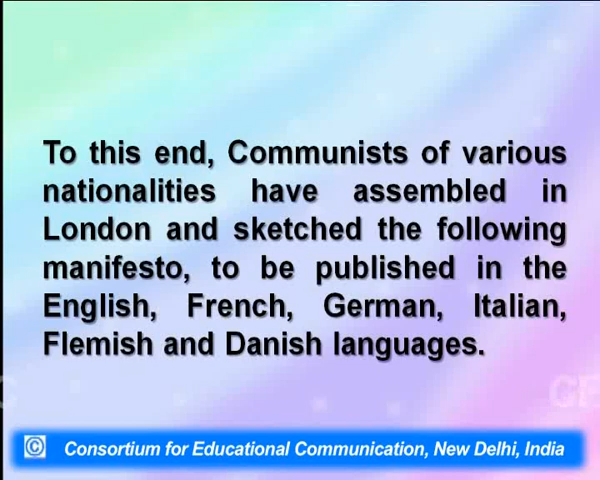 To this end, Communists of various
nationalities have assembled in
London and sketched the following
manifesto, to be published in the
English, French, German, Italian,
Flemish and Danish languages.
© Consortium for Educational Communication, New Delhi, India